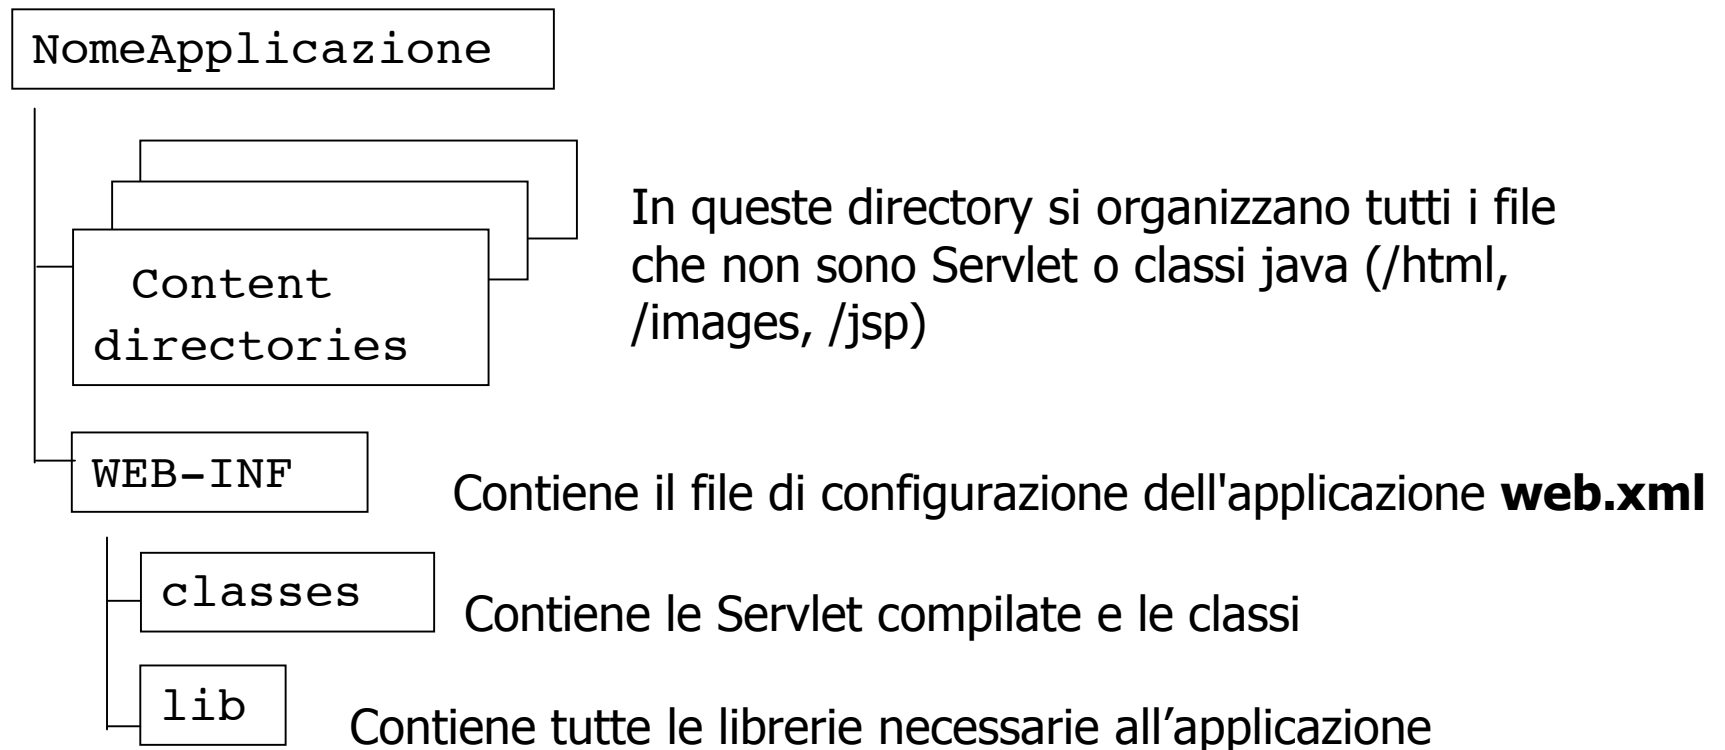 NomeApplicazione
In queste directory si organizzano tutti i file
che non sono Servlet o classi java (/html,
/images, /jsp)
Content
directories
WEB-INF
Contiene il file di configurazione dell'applicazione web.xml
classes
Contiene le Servlet compilate e le classi
lib
Contiene tutte le librerie necessarie all’applicazione